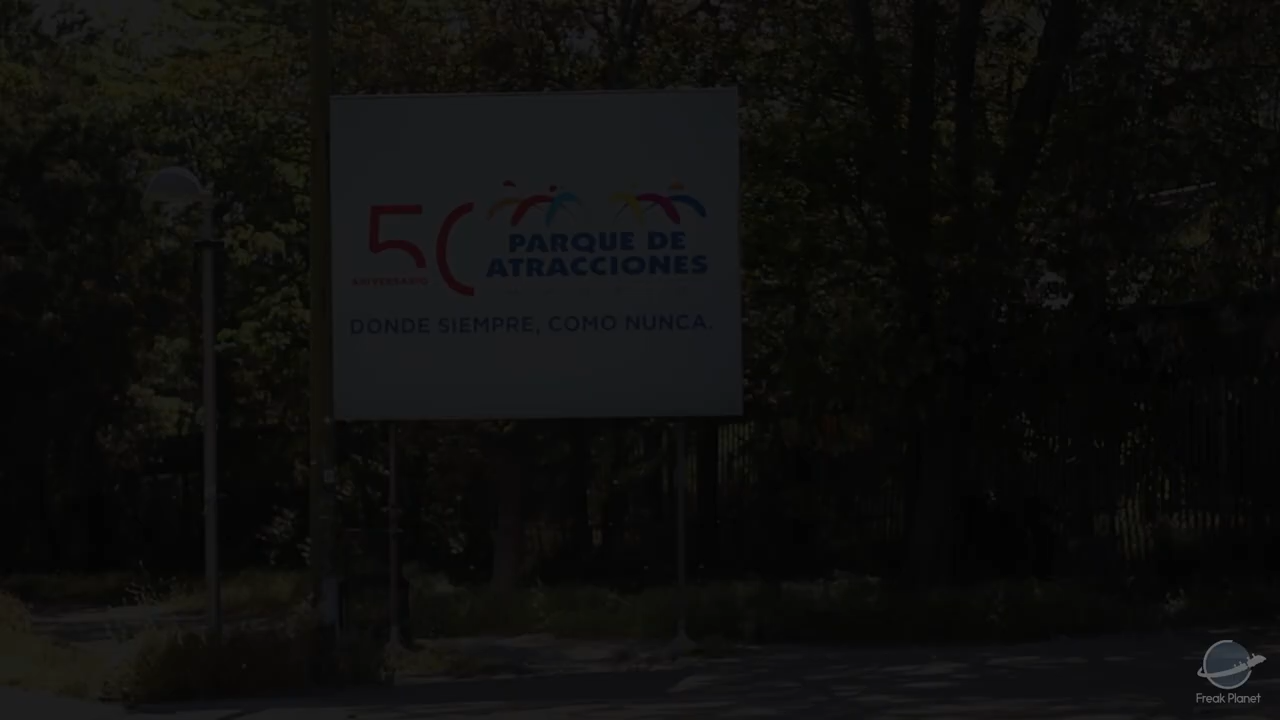 50
ANIVERSARIO
PARQUE DE
ATRACCIONES
DONDE SIEMPRE, COMO NUNCA.
Freak Planet